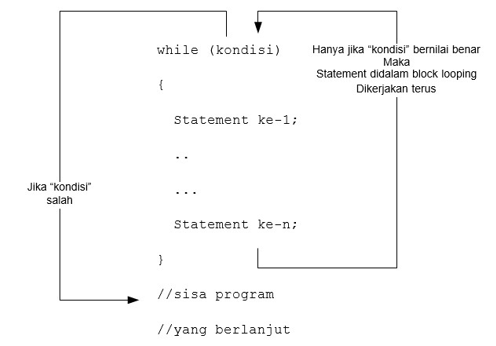 while (kondisi)
Hanya jika “kondisi” bernilai benar
Maka
Statement didalam block looping
Dikerjakan terus
{
Statement ke-1;
..
...
Jika “kondisi”
salah
Statement ke-n;
}
//sisa program
//yang berlanjut